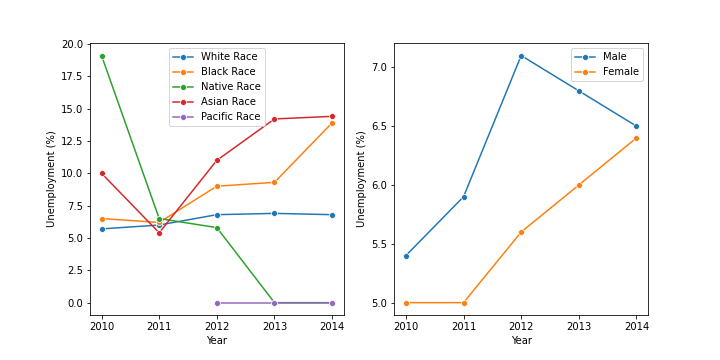 20.0
17.5
15.0
12.5
10.0
7.5
5.0
2.5
0.0
Unemployment (%)
White Race
Black Race
Native Race
Asian Race
Pacific Race
2010 2011 2012 2013 2014
Year
7.0
6.5
6.0
5.5
5.0
Unemployment (%)
Male
Female
2010 2011 2012 2013 2014
Year